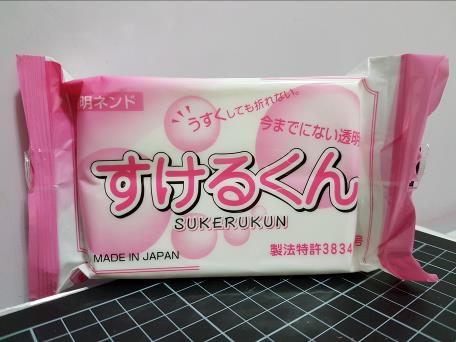 明ネンド
うすくしても折れない。
今までにない透明
すけるくん
SUKERUKUN
MADE IN JAPAN
製法特許3834
号